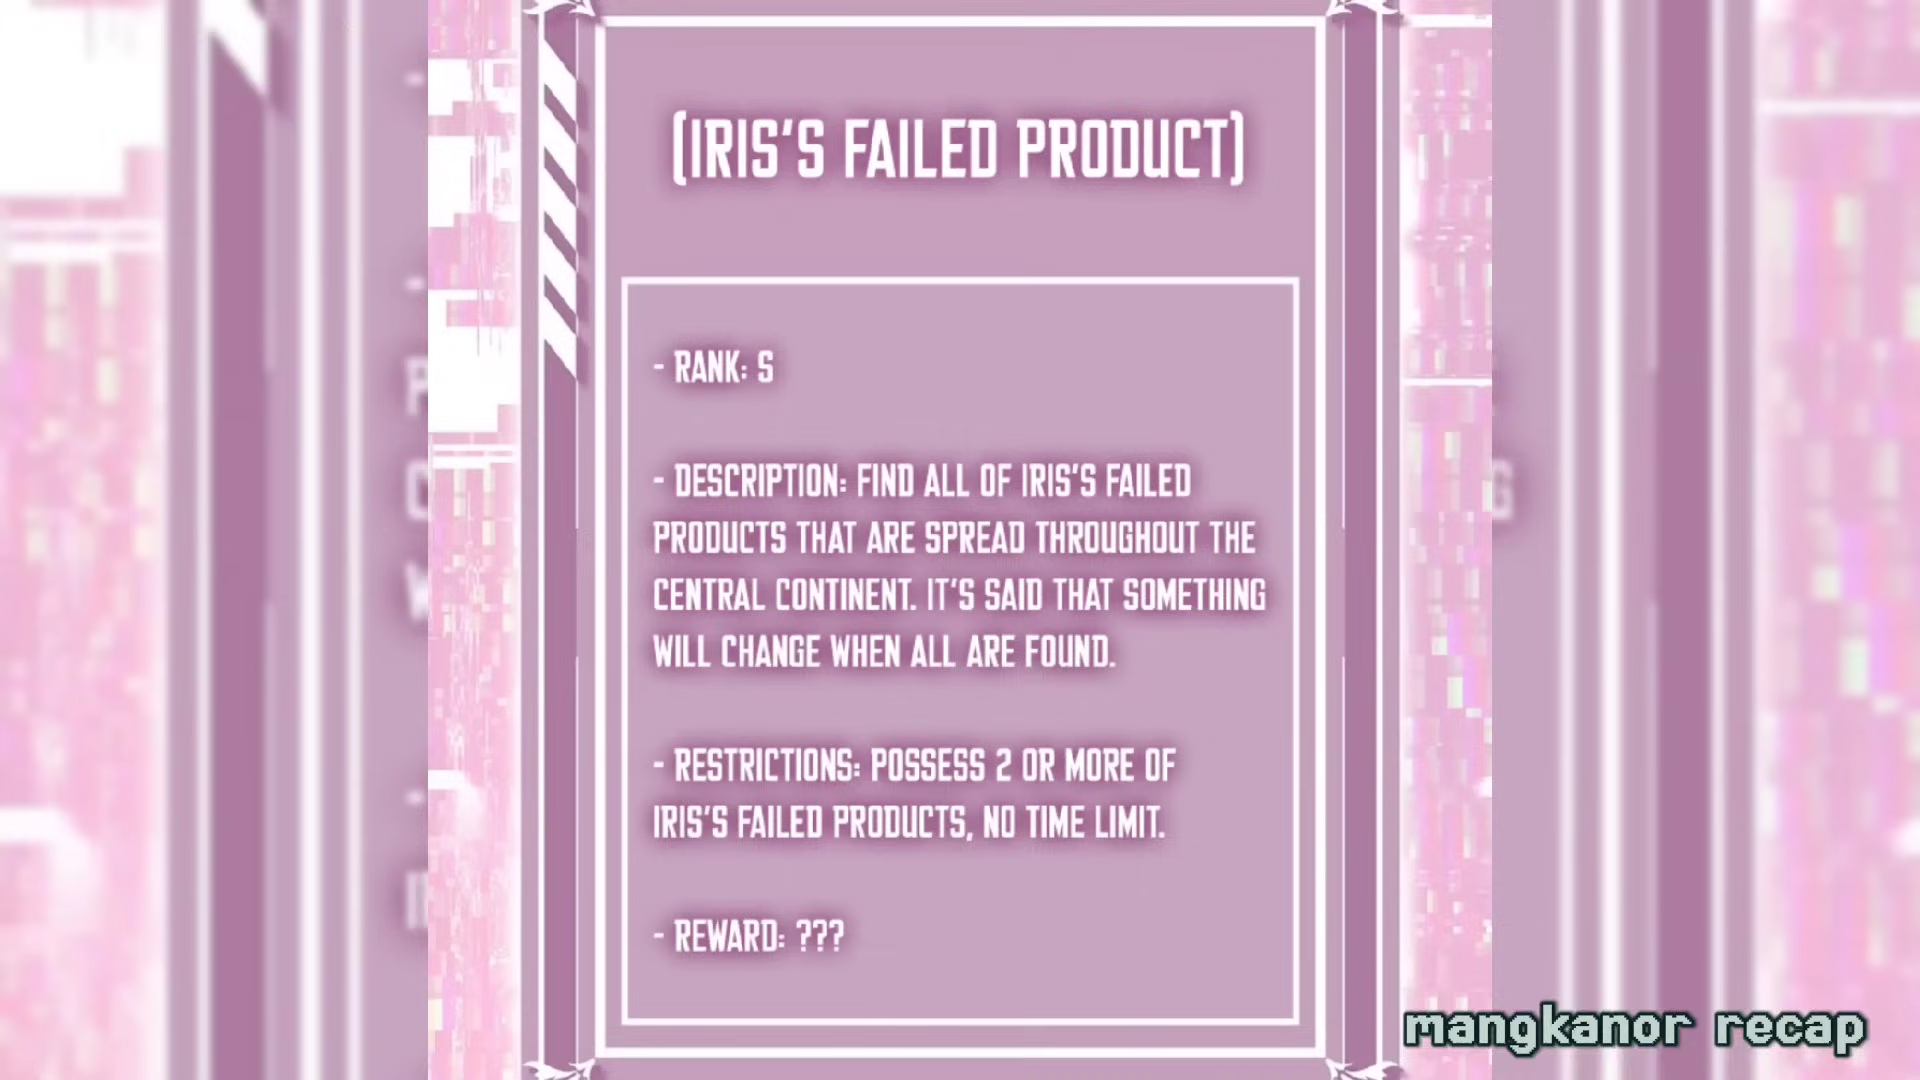 (IRIS'S FAILED PRODUCT)
- RANK: S
- DESCRIPTION: FIND ALL OF IRIS'S FAILED
PRODUCTS THAT ARE SPREAD THROUGHOUT THE
CENTRAL CONTINENT. IT'S SAID THAT SOMETHING
WILL CHANGE WHEN ALL ARE FOUND.
- RESTRICTIONS: POSSESS 2 OR MORE OF
IRIS'S FAILED PRODUCTS, NO TIME LIMIT.
- REWARD: ???
mangkanor recap